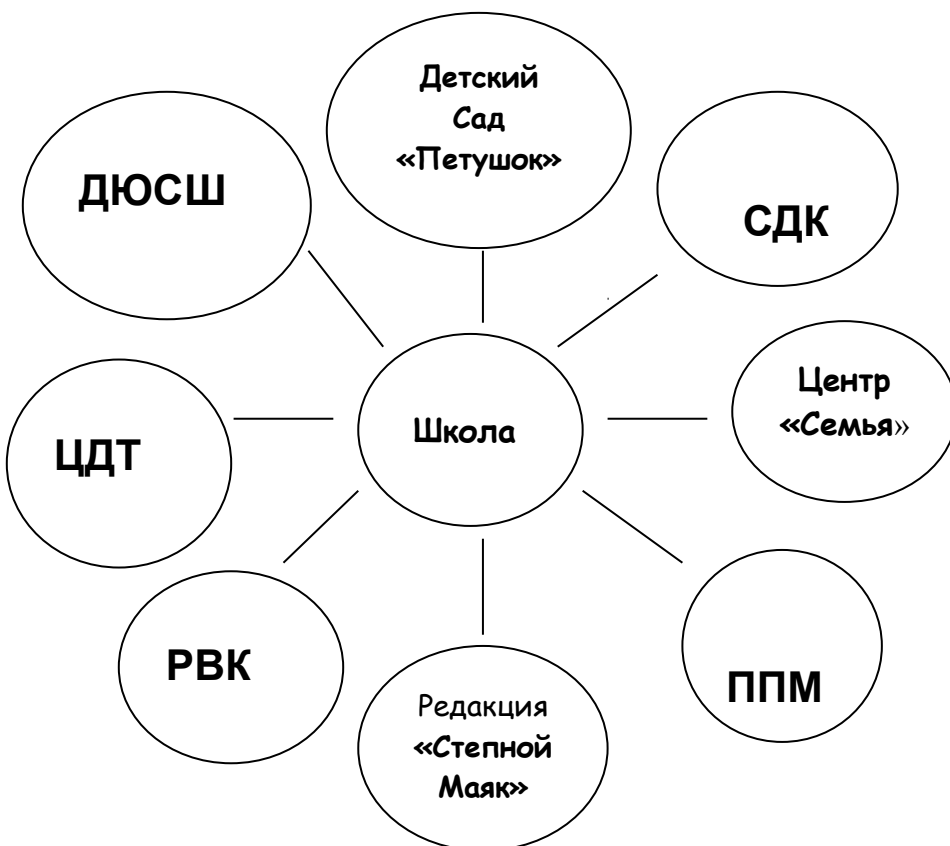 Детский
Сад
«Петушок»
ДЮСШ
СДК
Центр
«Семья»
Школа
ЦДТ
РВК
ППМ
Редакция
«Степной
Маяк»